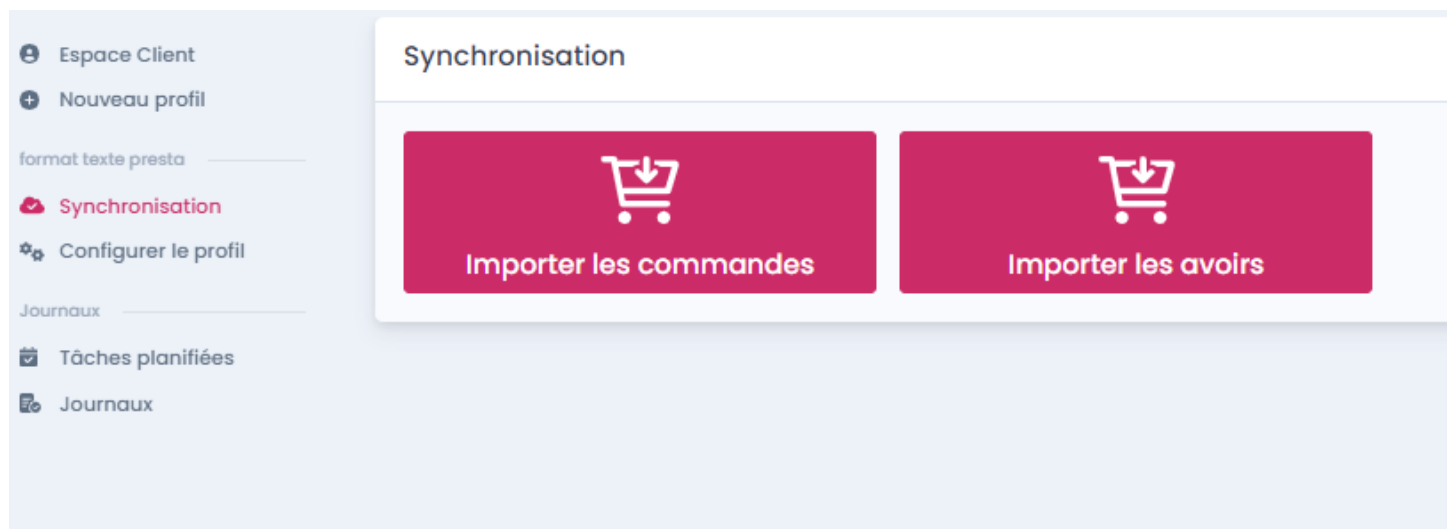 Espace Client
Nouveau profil
format texte presta
Synchronisation
Configurer le profil
Journaux
Tâches planifiées
Journaux
Synchronisation
Importer les commandes
Importer les avoirs